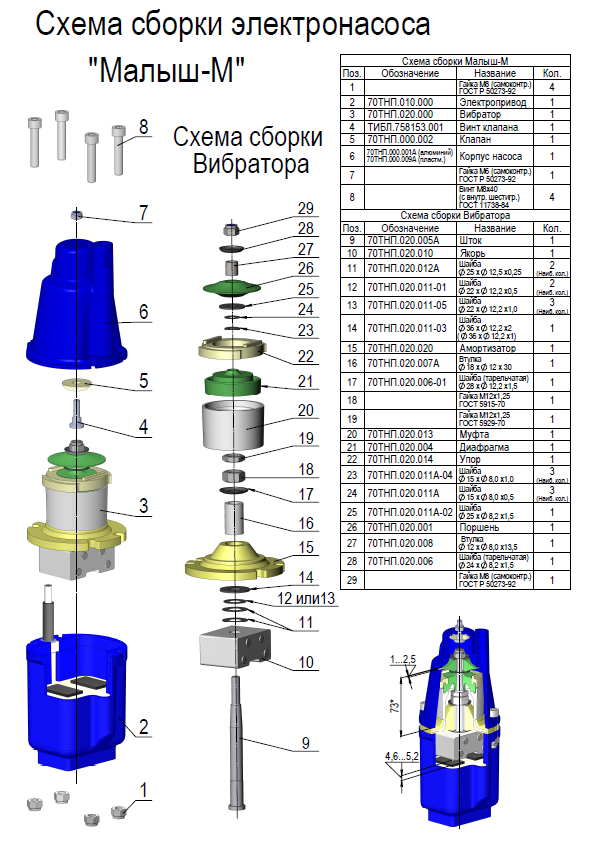 Схема сборки электронасоса
"Малыш-М"
Схема сборки
Вибратора
8
7
6
5
4
3
2
1
29
28
27
26
25
24
23
22
21
20
19
18
17
16
15
14
12 или13
11
10
9
Схема сборки Малыш-М
Поз. Обозначение Название Кол.
1 Гайка М8 (самоконтр.) ГОСТ Р 50273-92 4
2 70ТНП.010.000 Электропривод 1
3 70ТНП.020.000 Вибратор 1
4 ТИБЛ.758153.001 Винт клапана 1
5 70ТНП.000.002 Клапан 1
6 70ТНП.000.001А (алюминий) 70ТНП.000.009А (пластм.) Корпус насоса 1
7 Гайка М6 (самоконтр.) ГОСТ Р 50273-92 1
8 Винт М8х40 (с внутр. шестигр.) ГОСТ 11738-84 4
Схема сборки Вибратора
Поз. Обозначение Название Кол.
9 70ТНП.020.005А Шток 1
10 70ТНП.020.010 Якорь 1
11 70ТНП.020.012А Шайба Ø 25 х Ø 12,5 х0,25 2 (Наиб. кол.)
12 70ТНП.020.011-01 Шайба Ø 22 х Ø 12,2 х0,5 2 (Наиб. кол.)
13 70ТНП.020.011-05 Шайба Ø 22 х Ø 12,2 х1,0 3 (Наиб. кол.)
14 70ТНП.020.011-03 Шайба Ø 36 х Ø 12,2 х2 (Ø 36 х Ø 12,2 х1) 1
15 70ТНП.020.020 Амортизатор 1
16 70ТНП.020.007А Втулка Ø 18 х Ø 12 х 30 1
17 70ТНП.020.006-01 Шайба (тарельчатая) Ø 28 х Ø 12,2 х1,5 1
18 Гайка М12х1,25 ГОСТ 5915-70 1
19 Гайка М12х1,25 ГОСТ 5929-70 1
20 70ТНП.020.013 Муфта 1
21 70ТНП.020.004 Диафрагма 1
22 70ТНП.020.014 Упор 1
23 70ТНП.020.011А-04 Шайба Ø 15 х Ø 8,0 х1,0 3 (Наиб. кол.)
24 70ТНП.020.011А Шайба Ø 15 х Ø 8,0 х0,5 3 (Наиб. кол.)
25 70ТНП.020.011А-02 Шайба Ø 25 х Ø 8,2 х1,5 1
26 70ТНП.020.001 Поршень 1
27 70ТНП.020.008 Втулка Ø 12 х Ø 8,0 х13,5 1
28 70ТНП.020.006 Шайба (тарельчатая) Ø 24 х Ø 8,2 х1,5 1
29 Гайка М8 (самоконтр.) ГОСТ Р 50273-92 1
1...2,5
73*
4,6...5,2